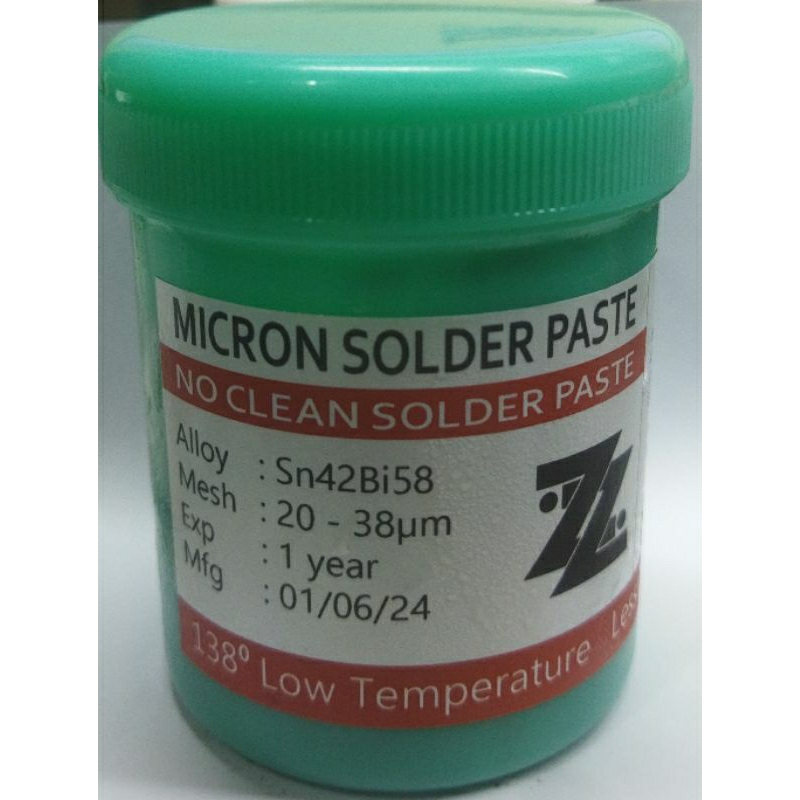 MICRON SOLDER PASTE
NO CLEAN SOLDER PASTE
Alloy : Sn42Bi58
Mesh : 20 - 38µm
Exp : 1 year
Mfg : 01/06/24
138⁰ Low Temperature